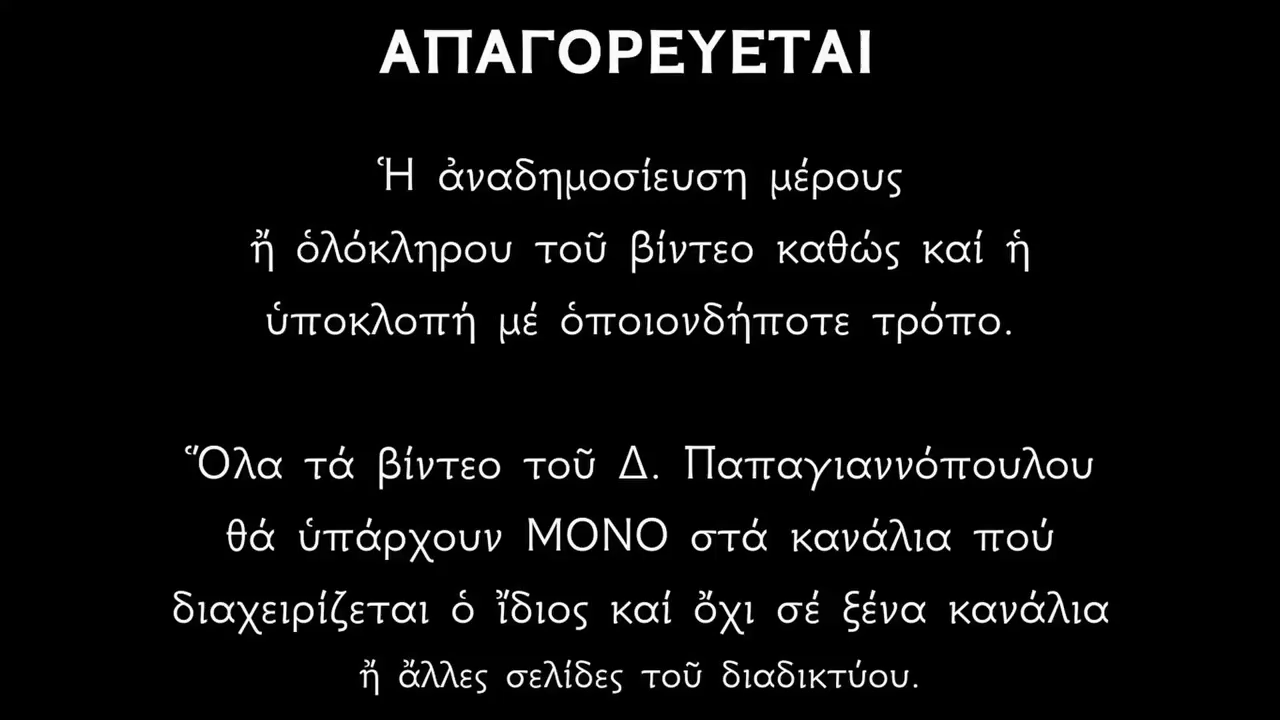 ΑΠΑΓΟΡΕΥΕΤΑΙ
Ἡ ἀναδημοσίευση μέρους
ἤ ὁλόκληρου τοῦ βίντεο καθώς καί ἡ
ὑποκλοπή μέ ὁποιονδήποτε τρόπο.
Ὅλα τά βίντεο τοῦ Δ. Παπαγιαννόπουλου
θά ὑπάρχουν ΜΟΝΟ στά κανάλια πού
διαχειρίζεται ὁ ἴδιος καί ὄχι σέ ξένα κανάλια
ἤ ἄλλες σελίδες τοῦ διαδικτύου.